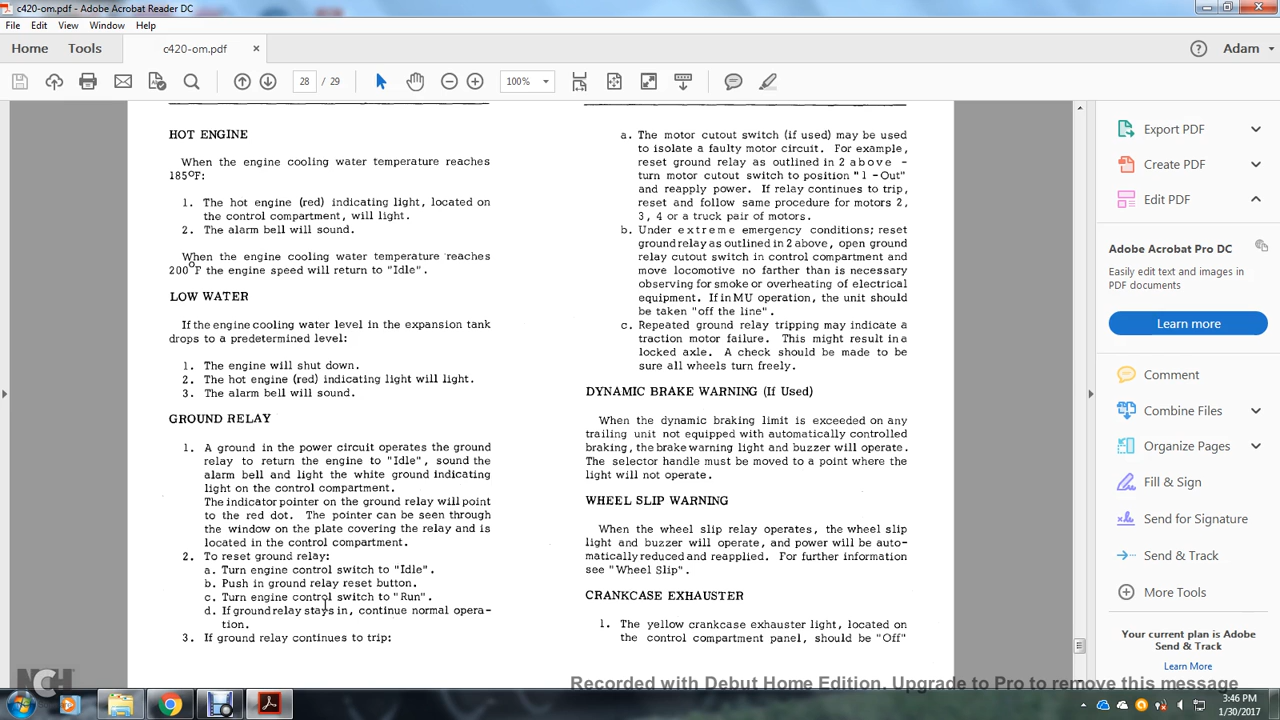 c420-om.pdf - Adobe Acrobat Reader DC
File Edit View Window Help
Home Tools c420-om.pdf × Adam
28 / 29 100%
HOT ENGINE
When the engine cooling water temperature reaches
185°F:
1. The hot engine (red) indicating light, located on
the control compartment, will light.
2. The alarm bell will sound.
When the engine cooling water temperature reaches
200°F the engine speed will return to "Idle".
LOW WATER
If the engine cooling water level in the expansion tank
drops to a predetermined level:
1. The engine will shut down.
2. The hot engine (red) indicating light will light.
3. The alarm bell will sound.
GROUND RELAY
1. A ground in the power circuit operates the ground
relay to return the engine to "Idle", sound the
alarm bell and light the white ground indicating
light on the control compartment.
The indicator pointer on the ground relay will point
to the red dot. The pointer can be seen through
the window on the plate covering the relay and is
located in the control compartment.
2. To reset ground relay:
a. Turn engine control switch to "Idle".
b. Push in ground relay reset button.
c. Turn engine control switch to "Run".
d. If ground relay stays in, continue normal opera-
tion.
3. If ground relay continues to trip:
a. The motor cutout switch (if used) may be used
to isolate a faulty motor circuit. For example,
reset ground relay as outlined in 2 above -
turn motor cutout switch to position "1 -Out"
and reapply power. If relay continues to trip,
reset and follow same procedure for motors 2,
3, 4 or a truck pair of motors.
b. Under extreme emergency conditions; reset
ground relay as outlined in 2 above, open ground
relay cutout switch in control compartment and
move locomotive no farther than is necessary
observing for smoke or overheating of electrical
equipment. If in MU operation, the unit should
be taken "off the line".
c. Repeated ground relay tripping may indicate a
traction motor failure. This might result in a
locked axle. A check should be made to be
sure all wheels turn freely.
DYNAMIC BRAKE WARNING (If Used)
When the dynamic braking limit is exceeded on any
trailing unit not equipped with automatically controlled
braking, the brake warning light and buzzer will operate.
The selector handle must be moved to a point where the
light will not operate.
WHEEL SLIP WARNING
When the wheel slip relay operates, the wheel slip
light and buzzer will operate, and power will be auto-
matically reduced and reapplied. For further information
see "Wheel Slip".
CRANKCASE EXHAUSTER
1. The yellow crankcase exhauster light, located on
the control compartment panel, should be "Off"
Export PDF
Create PDF
Edit PDF
Adobe Acrobat Pro DC
Easily edit text and images in
PDF documents
Learn more
Comment
Combine Files
Organize Pages
Fill & Sign
Send for Signature
Send & Track
More Tools
Your current plan is Adobe
Send & Track
Learn More
NCH
Recorded with Debut Home Edition. Upgrade to Pro to remove this message
3:46 PM
1/30/2017